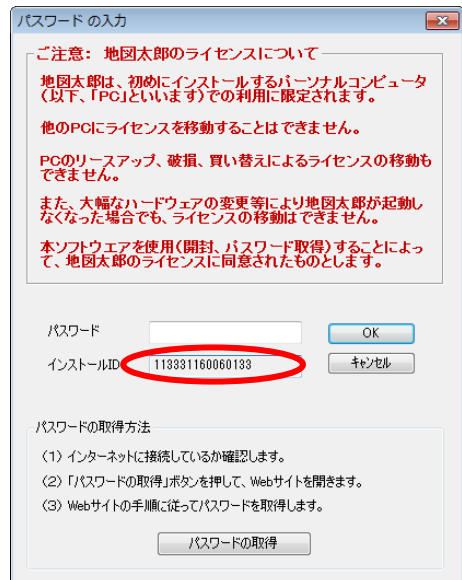 パスワード の入力
ご注意： 地図太郎のライセンスについて
地図太郎は、初めにインストールするパーソナルコンピュータ
（以下、「PC」といいます）での利用に限定されます。
他のPCにライセンスを移動することはできません。
PCのリースアップ、破損、買い替えによるライセンスの移動も
できません。
また、大幅なハードウェアの変更等により地図太郎が起動し
なくなった場合でも、ライセンスの移動はできません。
本ソフトウエアを使用（開封、パスワード取得）することによっ
て、地図太郎のライセンスに同意されたものとします。
パスワード
OK
インストールID
113331160060133
キャンセル
パスワードの取得方法
（1） インターネットに接続しているか確認します。
（2） 「パスワードの取得」ボタンを押して、Webサイトを開きます。
（3） Webサイトの手順に従ってパスワードを取得します。
パスワードの取得